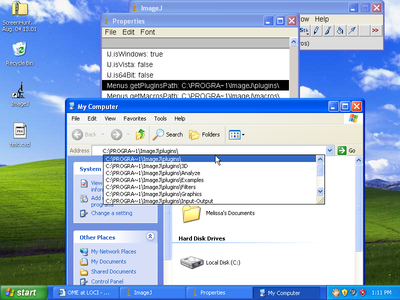 ScreenHunt...
Aug. 04 13.01
Recycle Bin
ImageJ
test.xml
ImageJ
Properties
File Edit Font
IJ.isWindows: true
IJ.isVista: false
IJ.is64Bit: false
Menus getPluginsPath: C:\PROGRA~1\ImageJ\plugins\
Menus getMacrosPath: C:\PROGRA~1\ImageJ\macros\
Help
My Computer
File Edit View Favorites Tools Help
Back
Search
Folders
Address
C:\PROGRA~1\ImageJ\plugins\
Go
C:\PROGRA~1\ImageJ\plugins\
C:\PROGRA~1\ImageJ\plugins\3D
C:\PROGRA~1\ImageJ\plugins\Analyze
C:\PROGRA~1\ImageJ\plugins\Examples
C:\PROGRA~1\ImageJ\plugins\Filters
C:\PROGRA~1\ImageJ\plugins\Graphics
C:\PROGRA~1\ImageJ\plugins\Input-Output
System
View
information
Add or
programs
Change a setting
Melissa's Documents
Other Places
My Network Places
My Documents
Shared Documents
Control Panel
Hard Disk Drives
Local Disk (C:)
start
OME at LOCI -
ImageJ
Properties
My Computer
1:11 PM